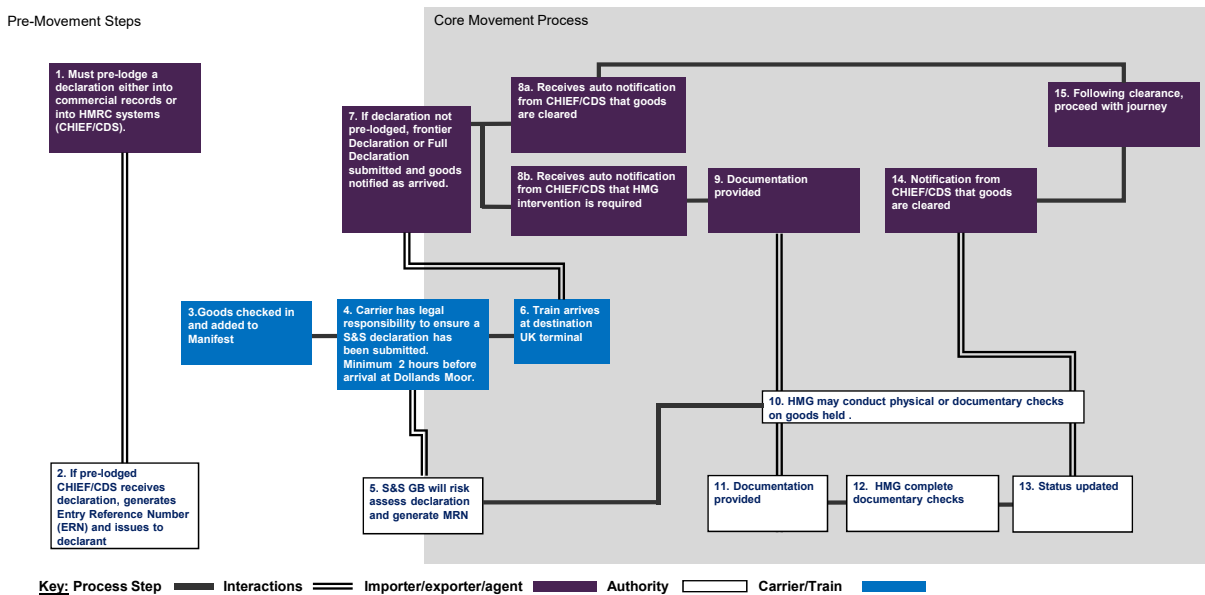 Pre-Movement Steps
Core Movement Process
1. Must pre-lodge a
declaration either into
commercial records or
into HMRC systems
(CHIEF/CDS).
7. If declaration not
pre-lodged, frontier
Declaration or Full
Declaration
submitted and goods
notified as arrived.
8a. Receives auto notification
from CHIEF/CDS that goods
are cleared
15. Following clearance,
proceed with journey
8b. Receives auto notification
from CHIEF/CDS that HMG
intervention is required
9. Documentation
provided
14. Notification from
CHIEF/CDS that goods
are cleared
3.Goods checked in
and added to
Manifest
4. Carrier has legal
responsibility to ensure a
S&S declaration has
been submitted.
Minimum 2 hours before
arrival at Dollands Moor.
6. Train arrives
at destination
UK terminal
10. HMG may conduct physical or documentary checks
on goods held .
2. If pre-lodged
CHIEF/CDS receives
declaration, generates
Entry Reference Number
(ERN) and issues to
declarant
5. S&S GB will risk
assess declaration
and generate MRN
11. Documentation
provided
12. HMG complete
documentary checks
13. Status updated
Key: Process Step Interactions Importer/exporter/agent Authority Carrier/Train